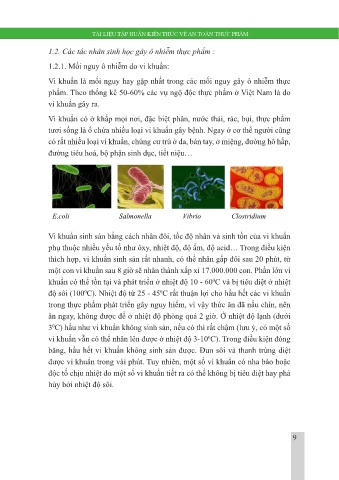 TÀI LIỆU TẬP HUẤN KIẾN THỨC VỀ AN TOÀN THỰC PHẨM
1.2. Các tác nhân sinh học gây ô nhiễm thực phẩm :
1.2.1. Mối nguy ô nhiễm do vi khuẩn:
Vi khuẩn là mối nguy hay gặp nhất trong các mối nguy gây ô nhiễm thực
phẩm. Theo thống kê 50-60% các vụ ngộ độc thực phẩm ở Việt Nam là do
vi khuẩn gây ra.
Vi khuẩn có ở khắp mọi nơi, đặc biệt phân, nước thải, rác, bụi, thực phẩm
tươi sống là ổ chứa nhiều loại vi khuẩn gây bệnh. Ngay ở cơ thể người cũng
có rất nhiều loại vi khuẩn, chúng cư trú ở da, bàn tay, ở miệng, đường hô hấp,
đường tiêu hoá, bộ phận sinh dục, tiết niệu…
E.coli Salmonella Vibrio Clostridium
Vi khuẩn sinh sản bằng cách nhân đôi, tốc độ nhân và sinh tồn của vi khuẩn
phụ thuộc nhiều yếu tố như ôxy, nhiệt độ, độ ẩm, độ acid… Trong điều kiện
thích hợp, vi khuẩn sinh sản rất nhanh, có thể nhân gấp đôi sau 20 phút, từ
một con vi khuẩn sau 8 giờ sẽ nhân thành xấp xỉ 17.000.000 con. Phần lớn vi
khuẩn có thể tồn tại và phát triển ở nhiệt độ 10 - 60⁰C và bị tiêu diệt ở nhiệt
độ sôi (100⁰C). Nhiệt độ từ 25 - 45⁰C rất thuận lợi cho hầu hết các vi khuẩn
trong thực phẩm phát triển gây nguy hiểm, vì vậy thức ăn đã nấu chín, nên
ăn ngay, không được để ở nhiệt độ phòng quá 2 giờ. Ở nhiệt độ lạnh (dưới
3⁰C) hầu như vi khuẩn không sinh sản, nếu có thì rất chậm (lưu ý, có một số
vi khuẩn vẫn có thể nhân lên được ở nhiệt độ 3-10⁰C). Trong điều kiện đóng
băng, hầu hết vi khuẩn không sinh sản được. Đun sôi và thanh trùng diệt
được vi khuẩn trong vài phút. Tuy nhiên, một số vi khuẩn có nha bào hoặc
độc tố chịu nhiệt do một số vi khuẩn tiết ra có thể không bị tiêu diệt hay phá
hủy bởi nhiệt độ sôi.
9